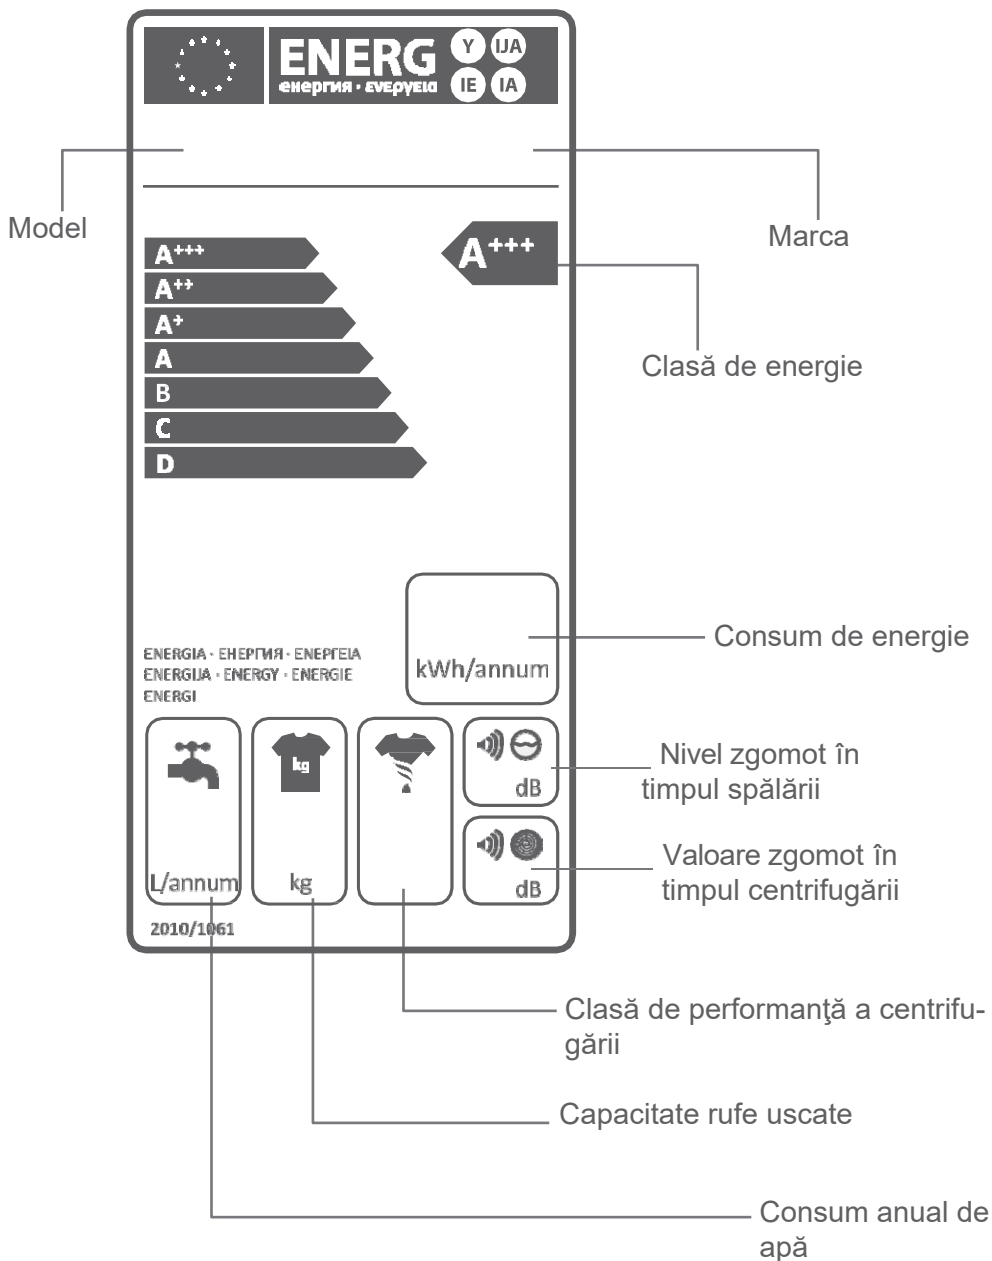 ENERG Y IJA
енергия · ενεργεια IE IA
Model
Marca
A+++
A+++
A++
A+
A
B
C
D
Clasă de energie
Consum de energie
kWh/annum
ENERGIA · ЕНЕРГИЯ · ΕΝΕΡΓΕΙΑ
ENERGIJA · ENERGY · ENERGIE
ENERGI
kg
dB
Nivel zgomot în
timpul spălării
L/annum
kg
dB
Valoare zgomot în
timpul centrifugării
2010/1061
Clasă de performanţă a centrifu-
gării
Capacitate rufe uscate
Consum anual de
apă